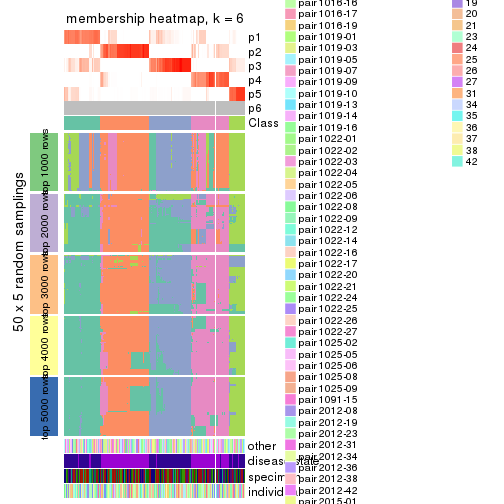 membership heatmap, k = 6
p1
p2
p3
p4
p5
p6
Class
50 x 5 random samplings
top 1000 rows
top 2000 rows
top 3000 rows
top 4000 rows
top 5000 rows
other
disease.state
specim
individ
pair1016-16
pair1016-17
pair1016-19
pair1019-01
pair1019-03
pair1019-05
pair1019-07
pair1019-09
pair1019-10
pair1019-13
pair1019-14
pair1019-16
pair1022-01
pair1022-02
pair1022-03
pair1022-04
pair1022-05
pair1022-06
pair1022-08
pair1022-09
pair1022-12
pair1022-14
pair1022-16
pair1022-17
pair1022-20
pair1022-21
pair1022-24
pair1022-25
pair1022-26
pair1022-27
pair1025-02
pair1025-05
pair1025-06
pair1025-08
pair1025-09
pair1091-15
pair2012-08
pair2012-19
pair2012-23
pair2012-31
pair2012-34
pair2012-36
pair2012-38
pair2012-42
pair2015-01
19
20
21
23
24
25
26
27
31
34
35
36
37
38
42